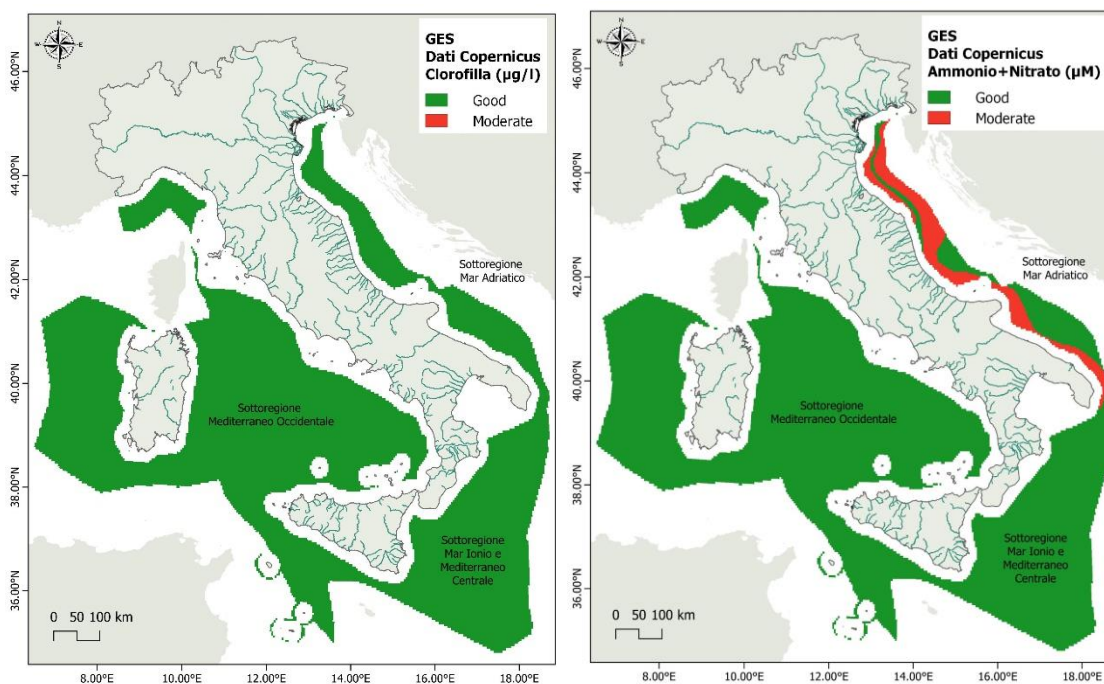 GES
Dati Copernicus
Clorofilla (µg/l)
Good
Moderate
N
W
E
S
46.00°N
44.00°N
42.00°N
40.00°N
38.00°N
36.00°N
Sottoregione
Mar Adriatico
Sottoregione
Mediterraneo Occidentale
Sottoregione
Mar Ionio e
Mediterraneo
Centrale
0 50 100 km
8.00°E 10.00°E 12.00°E 14.00°E 16.00°E 18.00°E
GES
Dati Copernicus
Ammonio+Nitrato (µM)
Good
Moderate
N
W
E
S
46.00°N
44.00°N
42.00°N
40.00°N
38.00°N
36.00°N
Sottoregione
Mar Adriatico
Sottoregione
Mediterraneo Occidentale
Sottoregione
Mar Ionio e
Mediterraneo
Centrale
0 50 100 km
8.00°E 10.00°E 12.00°E 14.00°E 16.00°E 18.00°E